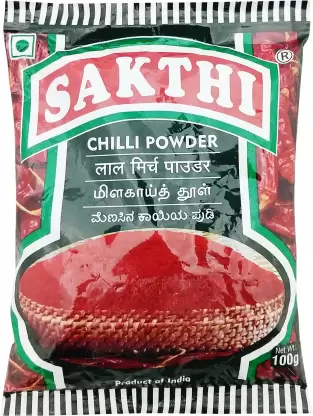 SAKTHI ®
CHILLI POWDER
लाल मिर्च पाउडर
மிளகாய்த் தூள்
ಮೆಣಸಿನ ಕಾಯಿಯ ಪುಡಿ
Net Wt.
100g
Product of India